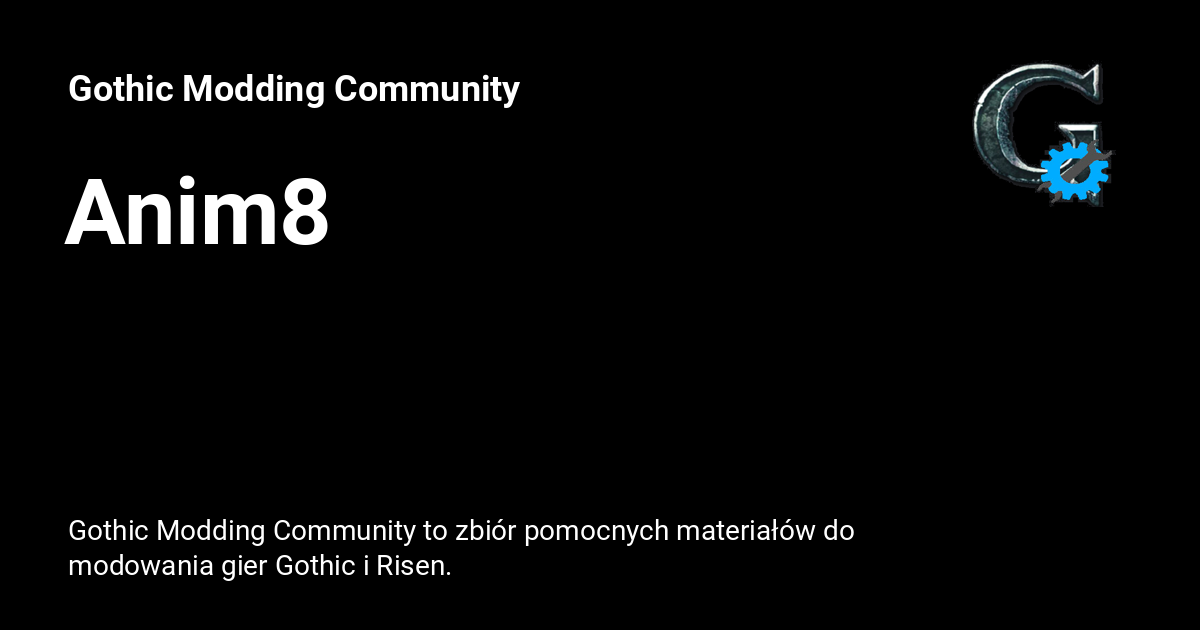 Gothic Modding Community
Anim8
Gothic Modding Community to zbiór pomocnych materiałów do
modowania gier Gothic i Risen.